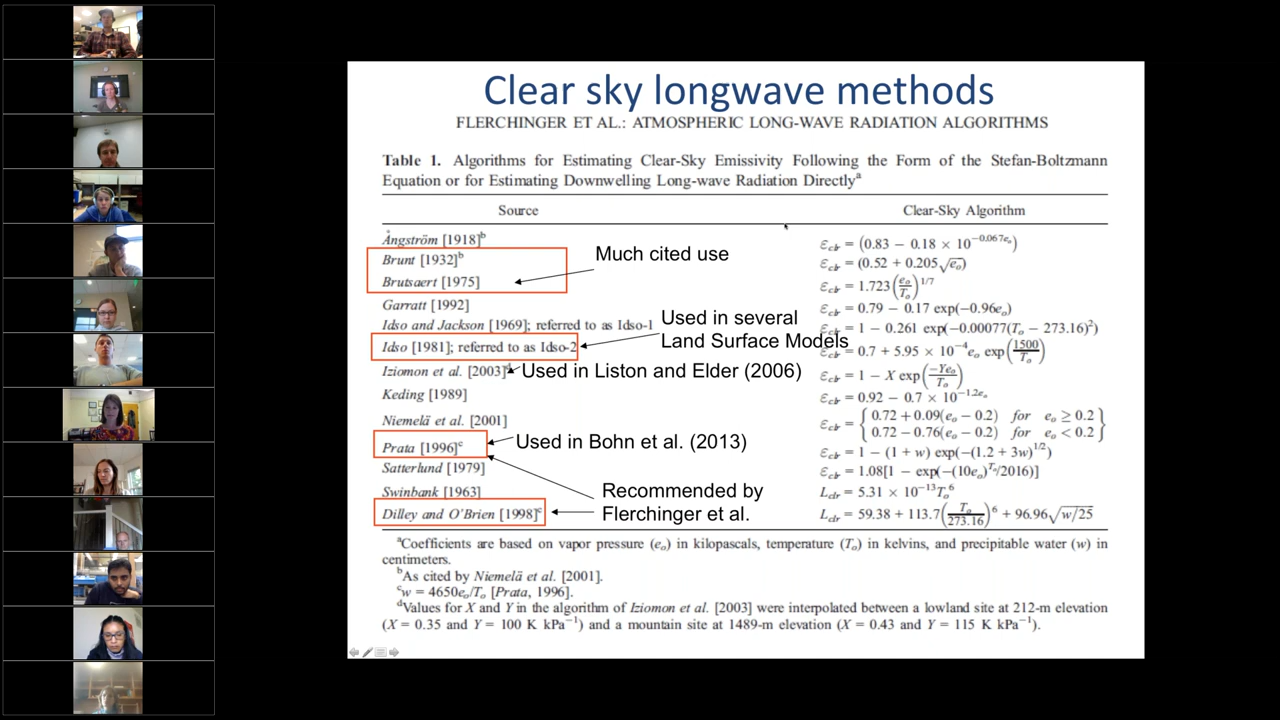 Clear sky longwave methods
FLERCHINGER ET AL.: ATMOSPHERIC LONG-WAVE RADIATION ALGORITHMS
Table 1. Algorithms for Estimating Clear-Sky Emissivity Following the Form of the Stefan-Boltzmann
Equation or for Estimating Downwelling Long-wave Radiation Directlyᵃ
Source Clear-Sky Algorithm
Ångström [1918]ᵇ ε_clr = (0.83 − 0.18 × 10^(−0.067e_o))
Brunt [1932]ᵇ ε_clr = (0.52 + 0.205√e_o)
Much cited use
Brutsaert [1975] ε_clr = 1.723(e_o/T_o)^(1/7)
Garratt [1992] ε_clr = 0.79 − 0.17 exp(−0.96e_o)
Idso and Jackson [1969]; referred to as Idso-1 ε_clr = 1 − 0.261 exp(−0.00077(T_o − 273.16)²)
Used in several
Land Surface Models
Idso [1981]; referred to as Idso-2 ε_clr = 0.7 + 5.95 × 10⁻⁴e_o exp(1500/T_o)
Iziomon et al. [2003]ᵈ ε_clr = 1 − X exp(−Ye_o/T_o)
Used in Liston and Elder (2006)
Keding [1989] ε_clr = 0.92 − 0.7 × 10^(−1.2e_o)
Niemelä et al. [2001] ε_clr = { 0.72 + 0.09(e_o − 0.2) for e_o ≥ 0.2
0.72 − 0.76(e_o − 0.2) for e_o < 0.2 }
Prata [1996]ᶜ ε_clr = 1 − (1 + w) exp(−(1.2 + 3w)^(1/2))
Used in Bohn et al. (2013)
Satterlund [1979] ε_clr = 1.08[1 − exp(−(10e_o)^(T_o/2016)]
Swinbank [1963] L_clr = 5.31 × 10⁻¹³T_o⁶
Recommended by
Flerchinger et al.
Dilley and O'Brien [1998]ᶜ L_clr = 59.38 + 113.7(T_o/273.16)⁶ + 96.96√(w/25)
ᵃCoefficients are based on vapor pressure (e_o) in kilopascals, temperature (T_o) in kelvins, and precipitable water (w) in
centimeters.
ᵇAs cited by Niemelä et al. [2001].
ᶜw = 4650e_o/T_o [Prata, 1996].
ᵈValues for X and Y in the algorithm of Iziomon et al. [2003] were interpolated between a lowland site at 212-m elevation
(X = 0.35 and Y = 100 K kPa⁻¹) and a mountain site at 1489-m elevation (X = 0.43 and Y = 115 K kPa⁻¹).